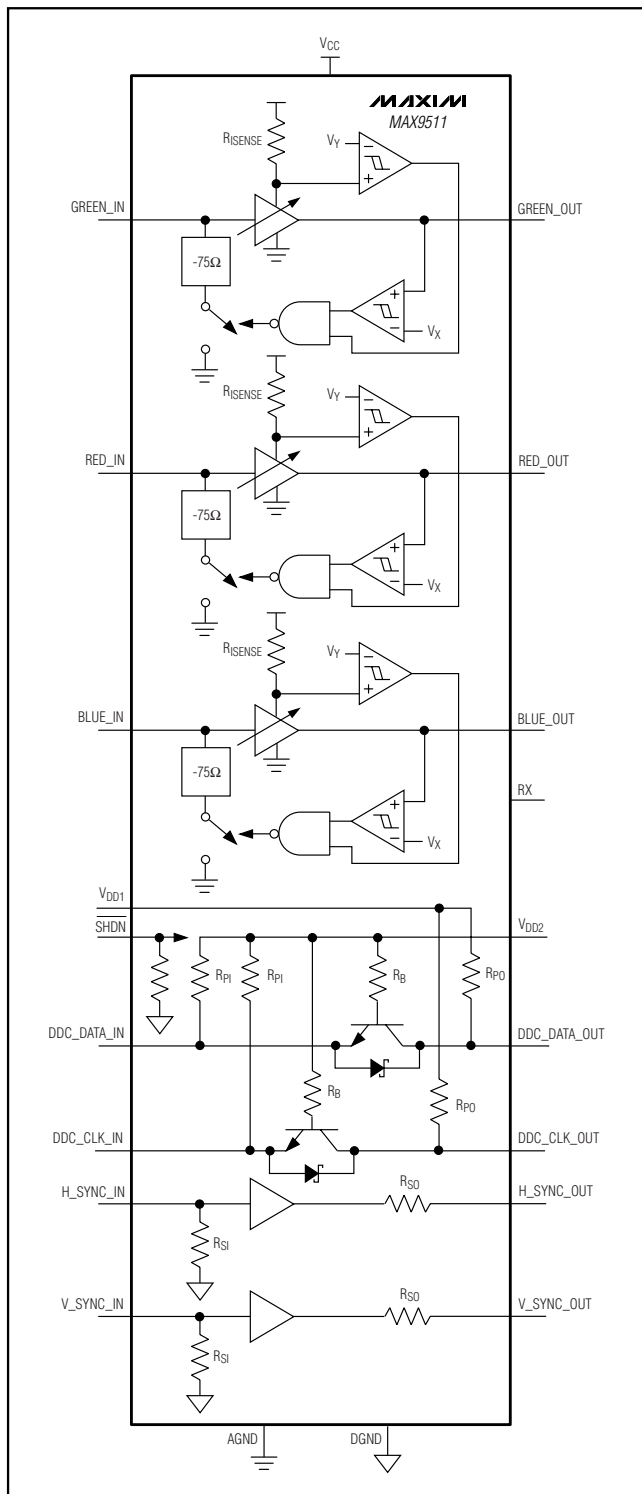 VCC
MAXIM
MAX9511
RISENSE
VY
GREEN_IN
GREEN_OUT
-75Ω
VX
RISENSE
VY
RED_IN
RED_OUT
-75Ω
VX
RISENSE
VY
BLUE_IN
BLUE_OUT
-75Ω
RX
VX
VDD1
SHDN
VDD2
RPI
RPI
RB
RPO
DDC_DATA_IN
DDC_DATA_OUT
RB
RPO
DDC_CLK_IN
DDC_CLK_OUT
H_SYNC_IN
RSO
H_SYNC_OUT
RSI
V_SYNC_IN
RSO
V_SYNC_OUT
RSI
AGND
DGND